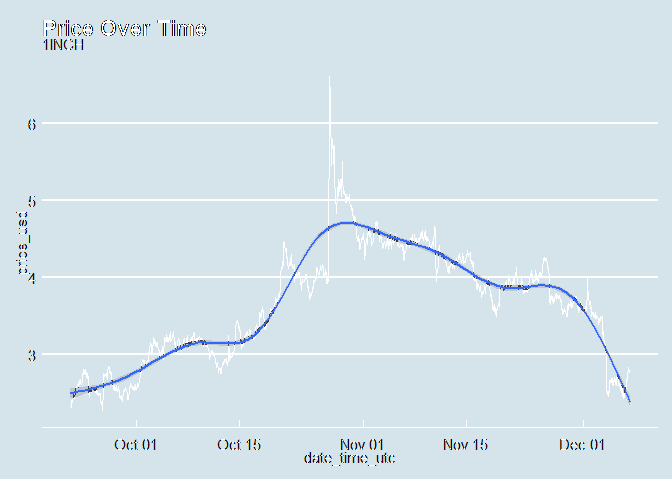 Price Over Time
1INCH
6
5
4
3
price_usd
Oct 01 Oct 15 Nov 01 Nov 15 Dec 01
date_time_utc